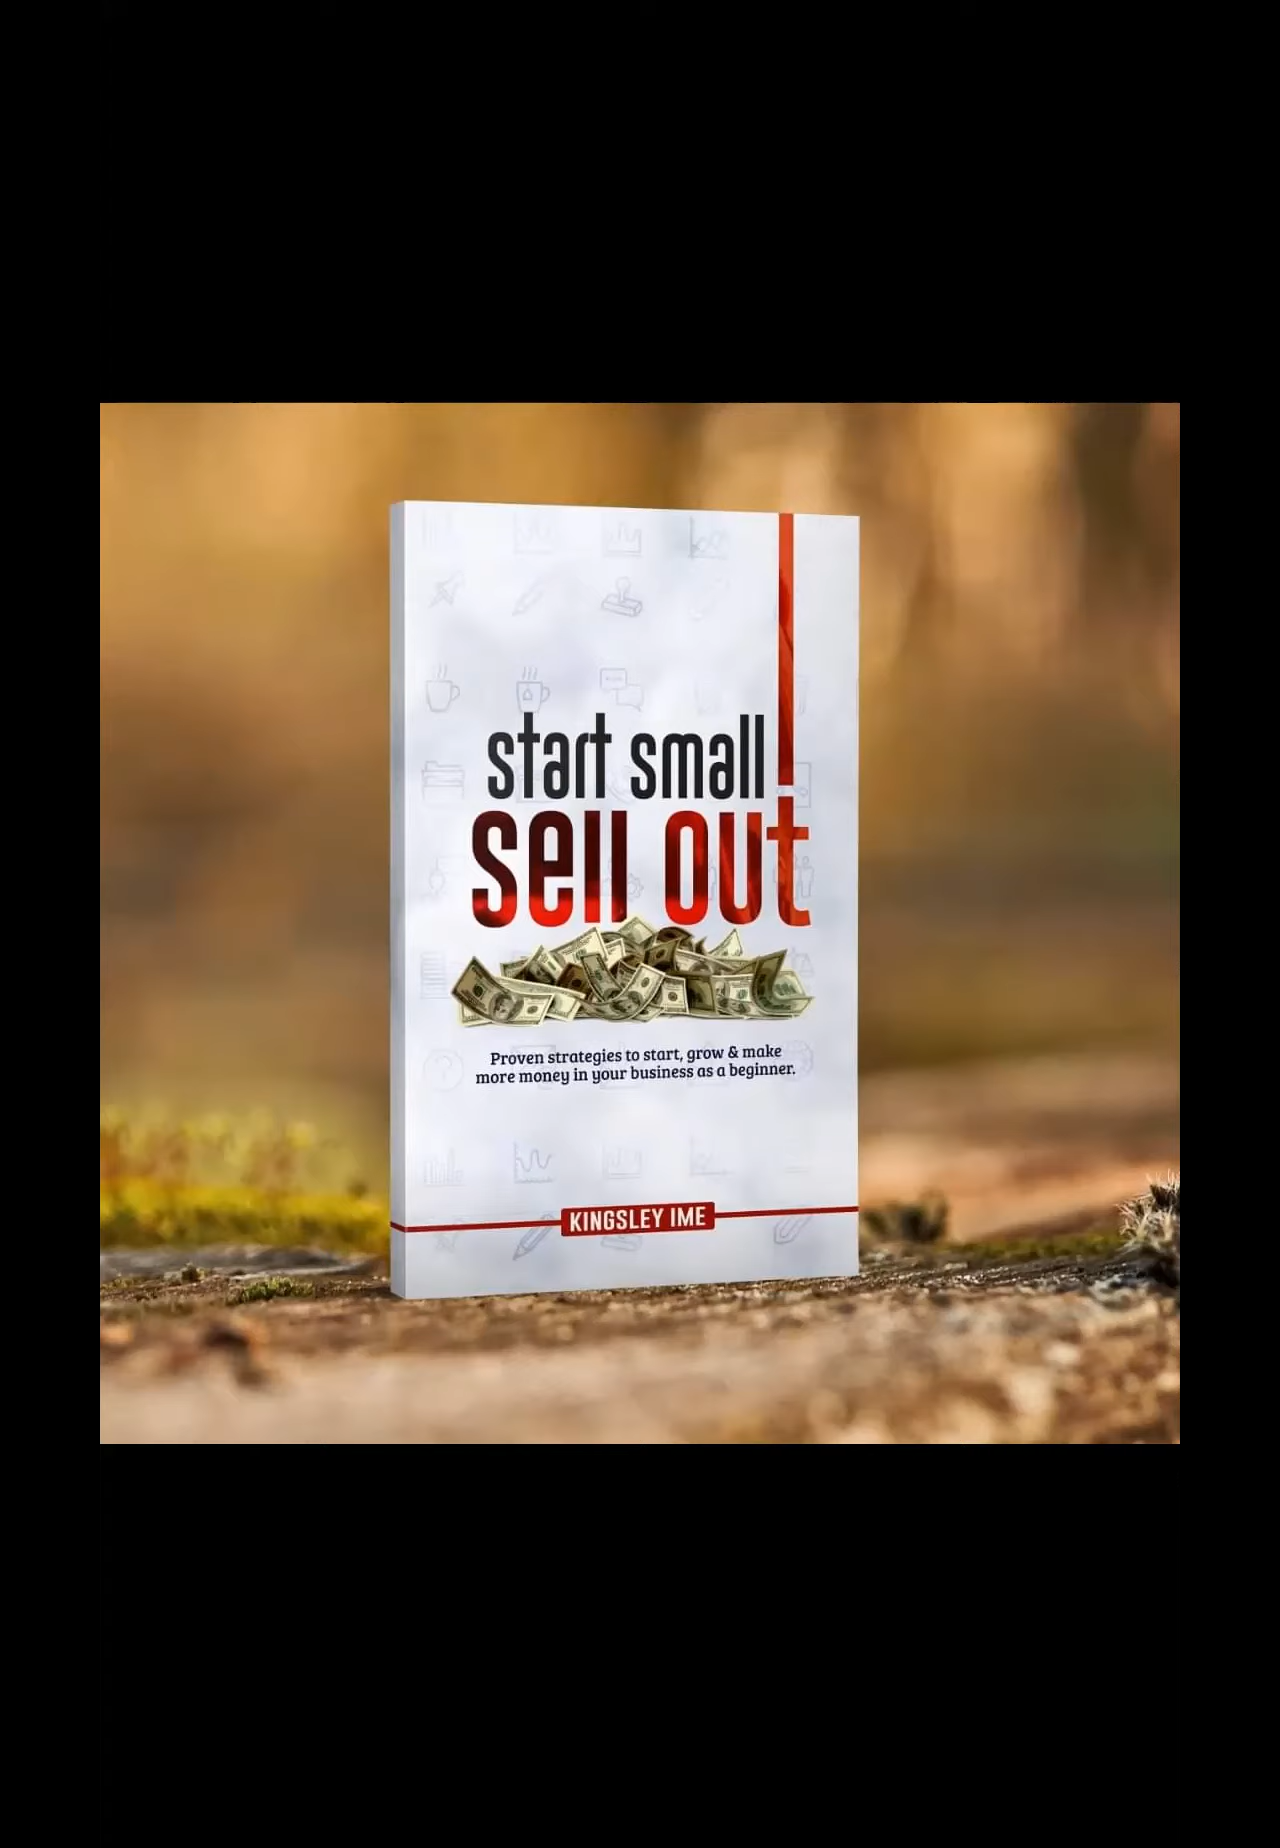 start small
sell out
Proven strategies to start, grow & make
more money in your business as a beginner.
KINGSLEY IME